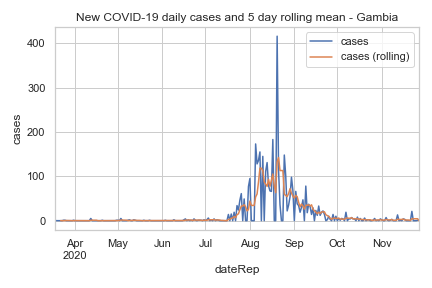 New COVID-19 daily cases and 5 day rolling mean - Gambia
cases
cases (rolling)
400
300
200
100
0
cases
Apr
2020
May
Jun
Jul
Aug
Sep
Oct
Nov
dateRep